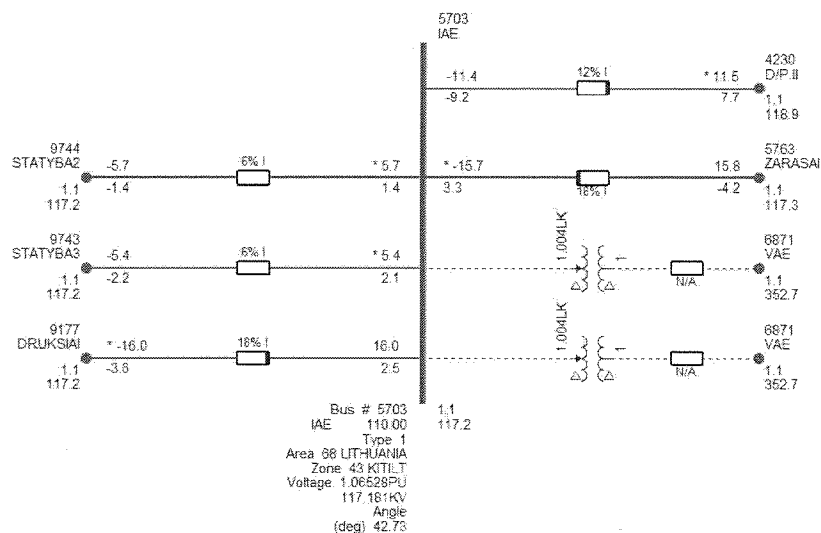 5703
IAE
4230
D/P.II
1.1
118.9
-11.4
-9.2
12% I
* 11.5
7.7
5763
ZARASAI
1.1
117.3
* -15.7
3.3
18% I
15.8
-4.2
9744
STATYBA2
1.1
117.2
-5.7
-1.4
6% I
* 5.7
1.4
9743
STATYBA3
1.1
117.2
-5.4
-2.2
6% I
* 5.4
2.1
1.004LK
1
N/A
6871
VAE
1.1
352.7
9177
DRUKSIAI
1.1
117.2
* -16.0
-3.8
18% I
16.0
2.5
1.004LK
1
N/A
6871
VAE
1.1
352.7
1.1
117.2
Bus # 5703
IAE 110.00
Type 1
Area 68 LITHUANIA
Zone 43 KITILT
Voltage 1.06528PU
117.181KV
Angle
(deg) 42.73